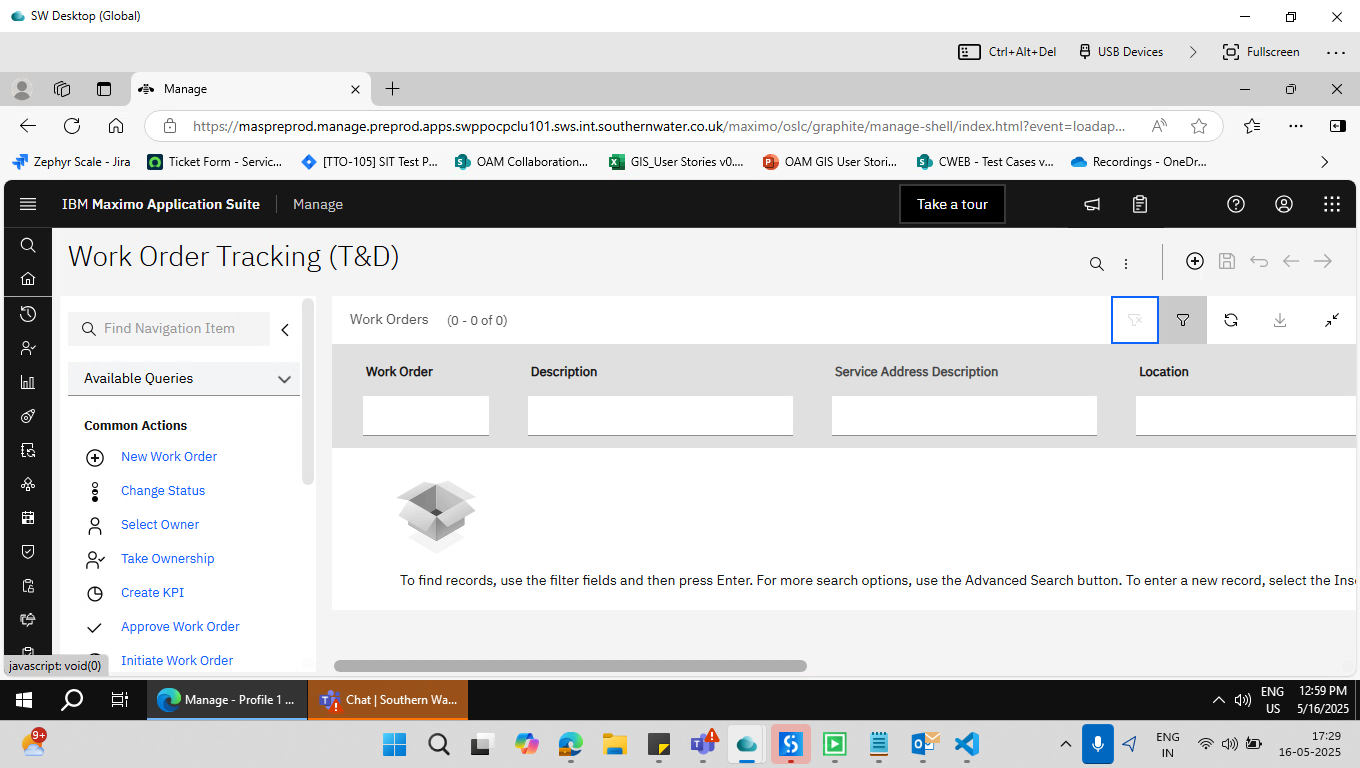 SW Desktop (Global)
Ctrl+Alt+Del
USB Devices
Fullscreen
Manage
https://maspreprod.manage.preprod.apps.swppocpclu101.sws.int.southernwater.co.uk/maximo/oslc/graphite/manage-shell/index.html?event=loadap...
Zephyr Scale - Jira
Ticket Form - Servic...
[TTO-105] SIT Test P...
OAM Collaboration...
GIS_User Stories v0....
OAM GIS User Stori...
CWEB - Test Cases v...
Recordings - OneDr...
IBM Maximo Application Suite
Manage
Take a tour
Work Order Tracking (T&D)
Find Navigation Item
Available Queries
Common Actions
New Work Order
Change Status
Select Owner
Take Ownership
Create KPI
Approve Work Order
Initiate Work Order
Work Orders (0 - 0 of 0)
Work Order
Description
Service Address Description
Location
To find records, use the filter fields and then press Enter. For more search options, use the Advanced Search button. To enter a new record, select the Inse
javascript: void(0)
Manage - Profile 1 ...
Chat | Southern Wa...
ENG
US
12:59 PM
5/16/2025
9+
ENG
IN
17:29
16-05-2025